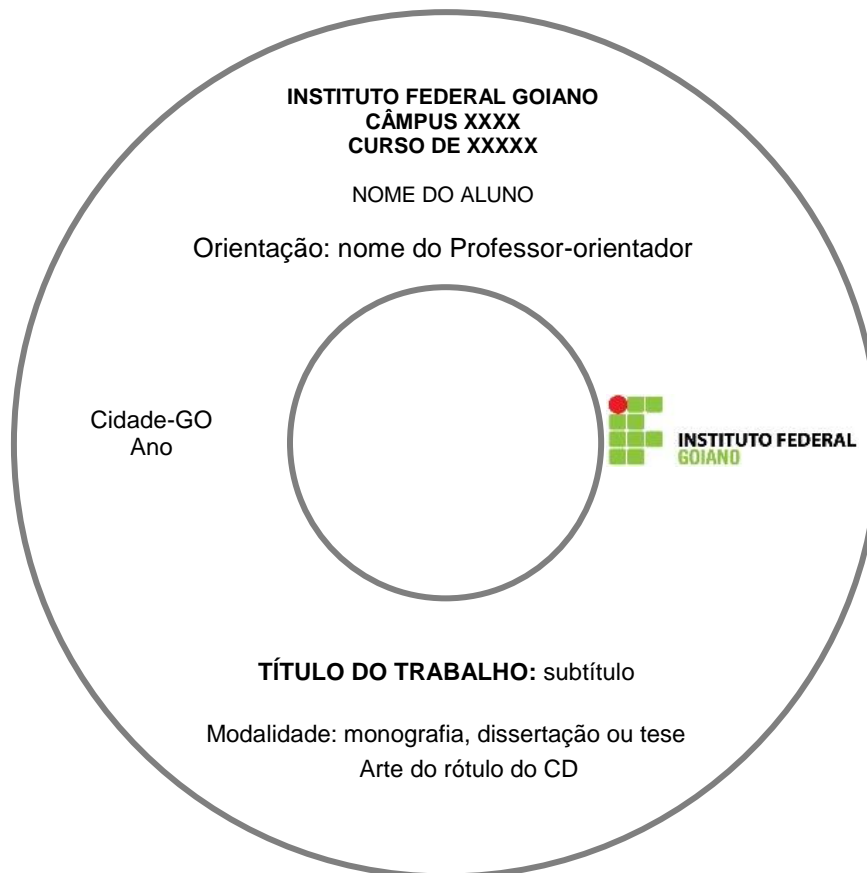 INSTITUTO FEDERAL GOIANO
CÂMPUS XXXX
CURSO DE XXXXX
NOME DO ALUNO
Orientação: nome do Professor-orientador
Cidade-GO
Ano
INSTITUTO FEDERAL
GOIANO
TÍTULO DO TRABALHO: subtítulo
Modalidade: monografia, dissertação ou tese
Arte do rótulo do CD